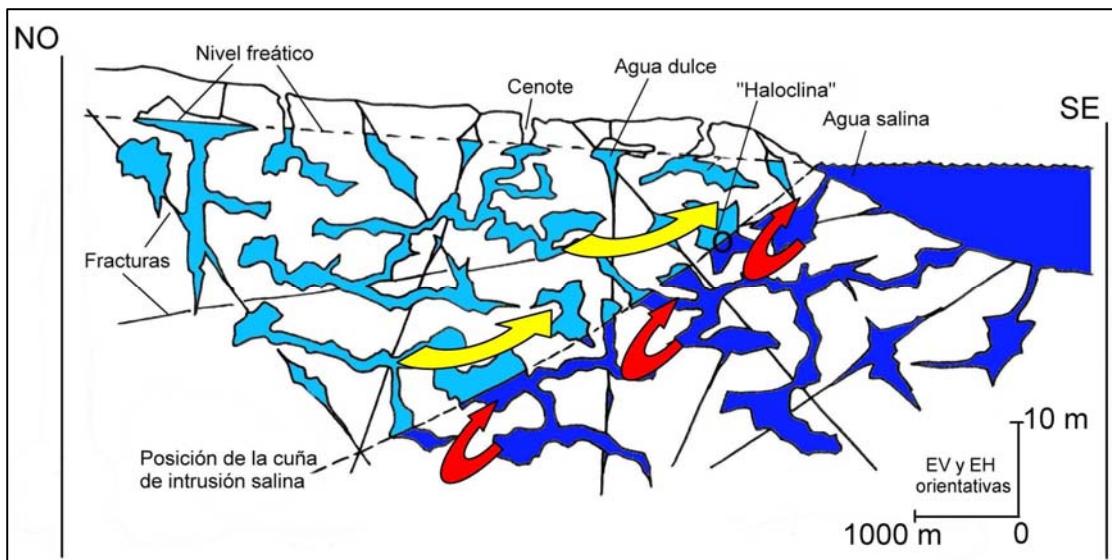 NO
Nivel freático
Cenote
Agua dulce
"Haloclina"
Agua salina
SE
Fracturas
Posición de la cuña
de intrusión salina
10 m
EV y EH
orientativas
1000 m
0